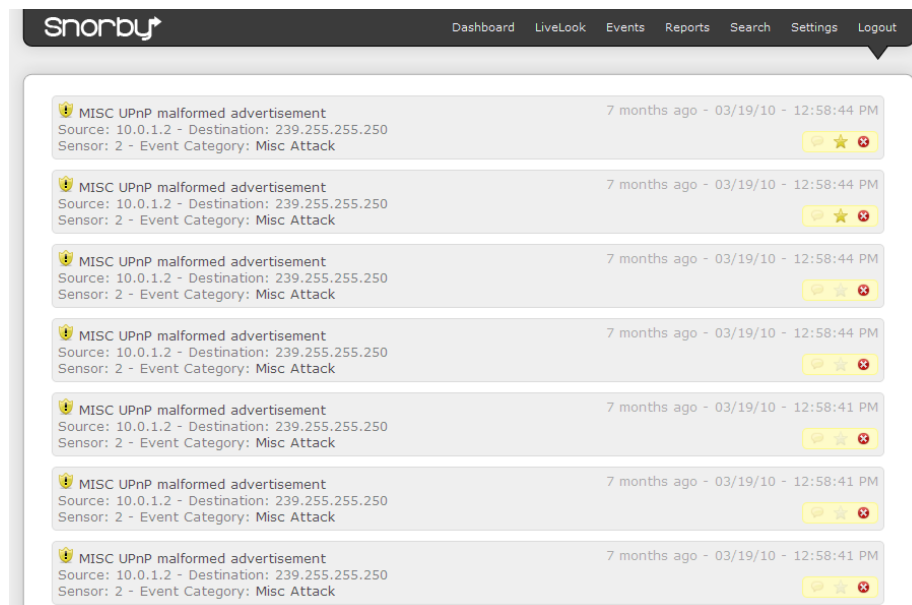 Snorby
Dashboard LiveLook Events Reports Search Settings Logout
MISC UPnP malformed advertisement 7 months ago - 03/19/10 - 12:58:44 PM
Source: 10.0.1.2 - Destination: 239.255.255.250
Sensor: 2 - Event Category: Misc Attack
MISC UPnP malformed advertisement 7 months ago - 03/19/10 - 12:58:44 PM
Source: 10.0.1.2 - Destination: 239.255.255.250
Sensor: 2 - Event Category: Misc Attack
MISC UPnP malformed advertisement 7 months ago - 03/19/10 - 12:58:44 PM
Source: 10.0.1.2 - Destination: 239.255.255.250
Sensor: 2 - Event Category: Misc Attack
MISC UPnP malformed advertisement 7 months ago - 03/19/10 - 12:58:44 PM
Source: 10.0.1.2 - Destination: 239.255.255.250
Sensor: 2 - Event Category: Misc Attack
MISC UPnP malformed advertisement 7 months ago - 03/19/10 - 12:58:41 PM
Source: 10.0.1.2 - Destination: 239.255.255.250
Sensor: 2 - Event Category: Misc Attack
MISC UPnP malformed advertisement 7 months ago - 03/19/10 - 12:58:41 PM
Source: 10.0.1.2 - Destination: 239.255.255.250
Sensor: 2 - Event Category: Misc Attack
MISC UPnP malformed advertisement 7 months ago - 03/19/10 - 12:58:41 PM
Source: 10.0.1.2 - Destination: 239.255.255.250
Sensor: 2 - Event Category: Misc Attack